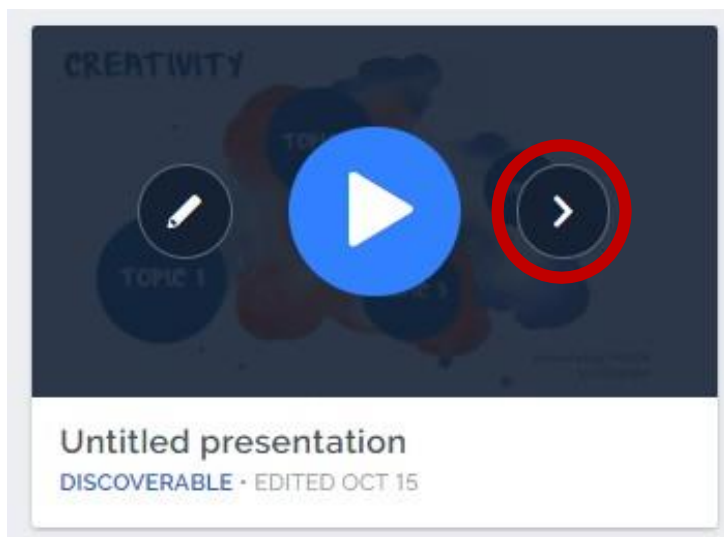 CREATIVITY
TOPIC 1
Untitled presentation
DISCOVERABLE · EDITED OCT 15